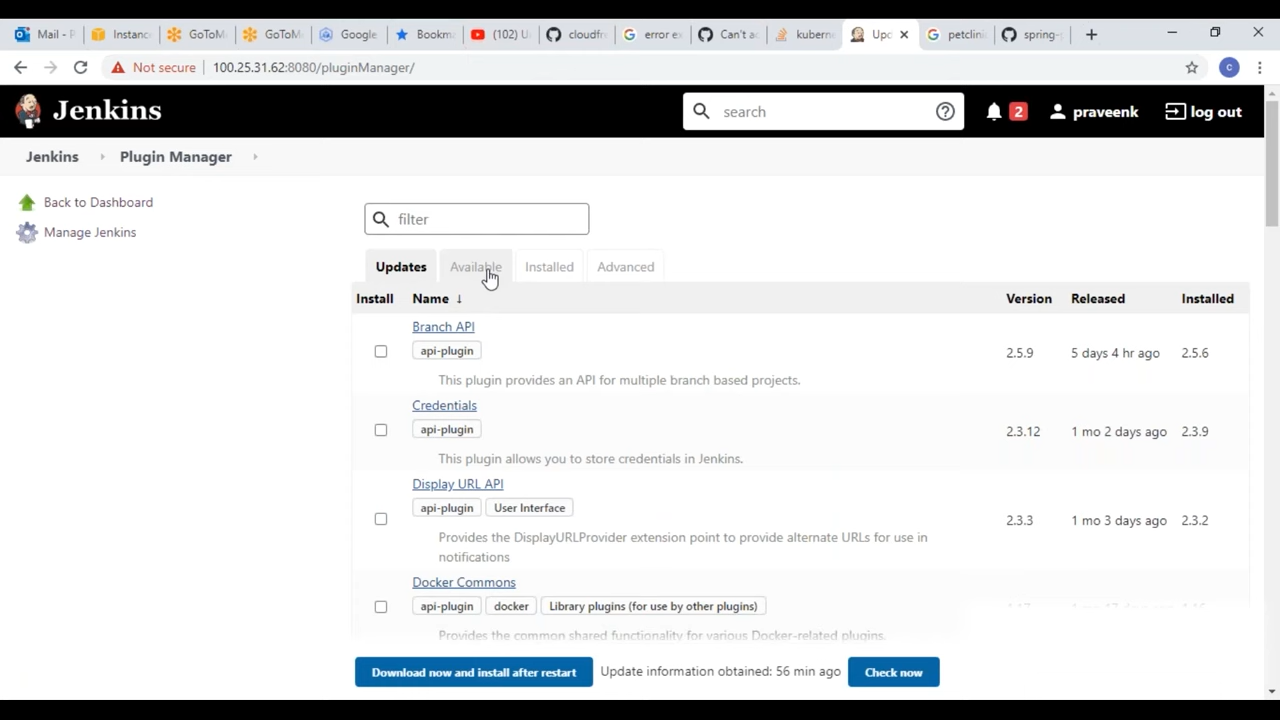 Mail - P
Instance
GoToMe
GoToMe
Google
Bookma
(102) U
cloudfr
error ex
Can't a
kuberne
Upd
petclini
spring-
Not secure
100.25.31.62:8080/pluginManager/
c
Jenkins
search
2
praveenk
log out
Jenkins
Plugin Manager
Back to Dashboard
Manage Jenkins
filter
Updates
Available
Installed
Advanced
Install Name ↓ Version Released Installed
Branch API
api-plugin
2.5.9 5 days 4 hr ago 2.5.6
This plugin provides an API for multiple branch based projects.
Credentials
api-plugin
2.3.12 1 mo 2 days ago 2.3.9
This plugin allows you to store credentials in Jenkins.
Display URL API
api-plugin User Interface
2.3.3 1 mo 3 days ago 2.3.2
Provides the DisplayURLProvider extension point to provide alternate URLs for use in
notifications
Docker Commons
api-plugin docker Library plugins (for use by other plugins)
Provides the common shared functionality for various Docker-related plugins.
Download now and install after restart
Update information obtained: 56 min ago
Check now